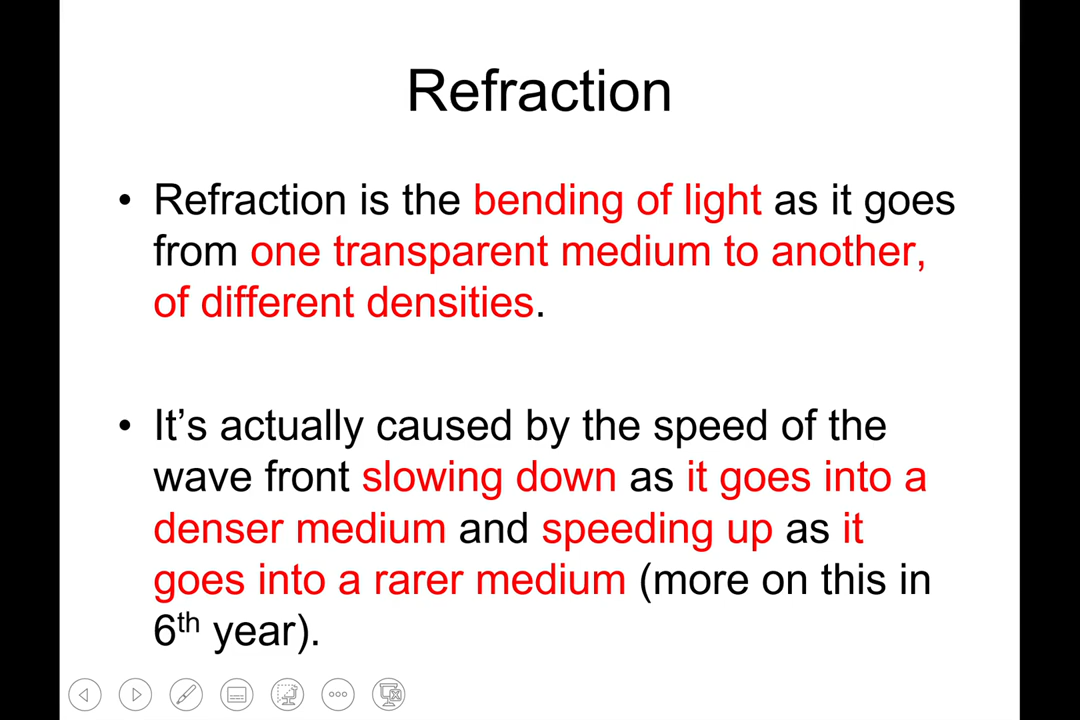 Refraction
• Refraction is the bending of light as it goes
from one transparent medium to another,
of different densities.
• It’s actually caused by the speed of the
wave front slowing down as it goes into a
denser medium and speeding up as it
goes into a rarer medium (more on this in
6th year).